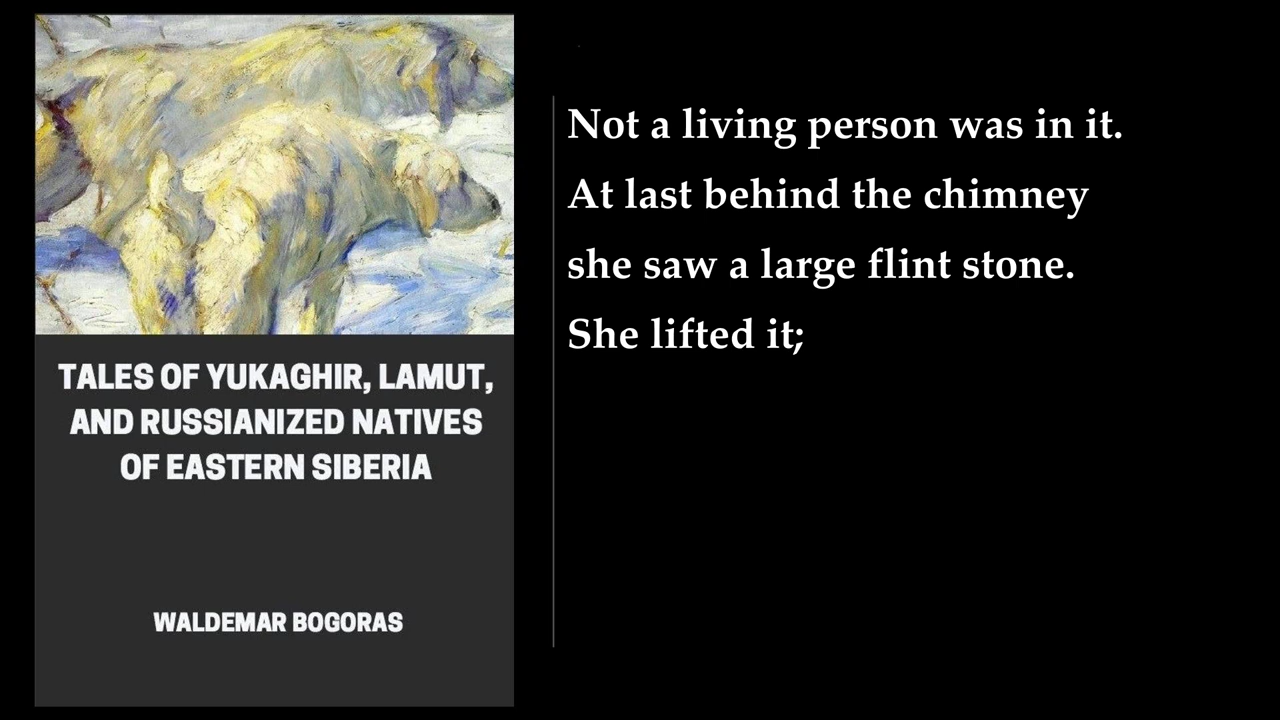 TALES OF YUKAGHIR, LAMUT,
AND RUSSIANIZED NATIVES
OF EASTERN SIBERIA
WALDEMAR BOGORAS
Not a living person was in it.
At last behind the chimney
she saw a large flint stone.
She lifted it;